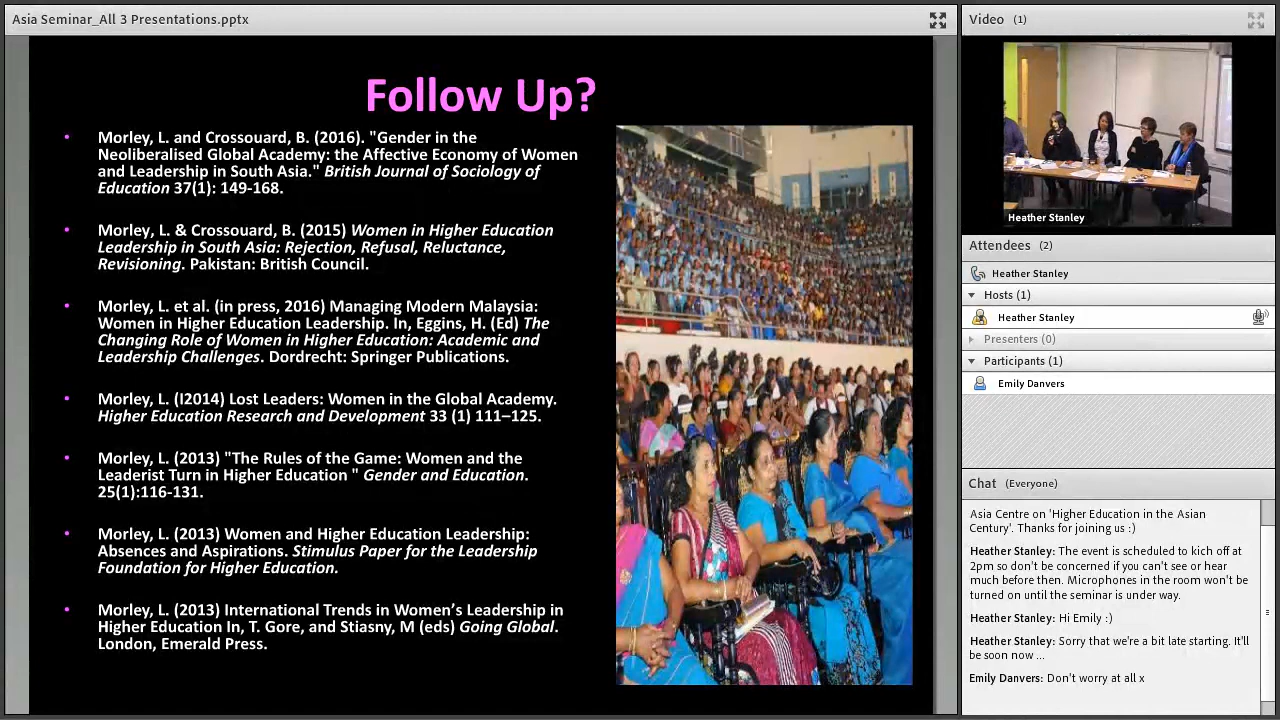 Asia Seminar_All 3 Presentations.pptx
Follow Up?
• Morley, L. and Crossouard, B. (2016). "Gender in the
Neoliberalised Global Academy: the Affective Economy of Women
and Leadership in South Asia." British Journal of Sociology of
Education 37(1): 149-168.
• Morley, L. & Crossouard, B. (2015) Women in Higher Education
Leadership in South Asia: Rejection, Refusal, Reluctance,
Revisioning. Pakistan: British Council.
• Morley, L. et al. (in press, 2016) Managing Modern Malaysia:
Women in Higher Education Leadership. In, Eggins, H. (Ed) The
Changing Role of Women in Higher Education: Academic and
Leadership Challenges. Dordrecht: Springer Publications.
• Morley, L. (I2014) Lost Leaders: Women in the Global Academy.
Higher Education Research and Development 33 (1) 111–125.
• Morley, L. (2013) "The Rules of the Game: Women and the
Leaderist Turn in Higher Education " Gender and Education.
25(1):116-131.
• Morley, L. (2013) Women and Higher Education Leadership:
Absences and Aspirations. Stimulus Paper for the Leadership
Foundation for Higher Education.
• Morley, L. (2013) International Trends in Women’s Leadership in
Higher Education In, T. Gore, and Stiasny, M (eds) Going Global.
London, Emerald Press.
Video (1)
Heather Stanley
Attendees (2)
Heather Stanley
Hosts (1)
Heather Stanley
Presenters (0)
Participants (1)
Emily Danvers
Chat (Everyone)
Asia Centre on 'Higher Education in the Asian
Century'. Thanks for joining us :)
Heather Stanley: The event is scheduled to kick off at
2pm so don't be concerned if you can't see or hear
much before then. Microphones in the room won't be
turned on until the seminar is under way.
Heather Stanley: Hi Emily :)
Heather Stanley: Sorry that we're a bit late starting. It'll
be soon now ...
Emily Danvers: Don't worry at all x